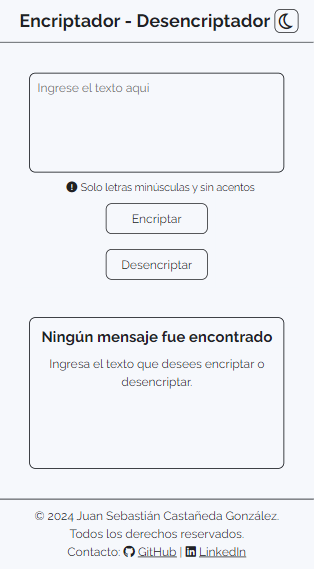 Encriptador - Desencriptador
Ingrese el texto aqui
Solo letras minúsculas y sin acentos
Encriptar
Desencriptar
Ningún mensaje fue encontrado
Ingresa el texto que desees encriptar o
desencriptar.
© 2024 Juan Sebastián Castañeda González.
Todos los derechos reservados.
Contacto: GitHub | LinkedIn